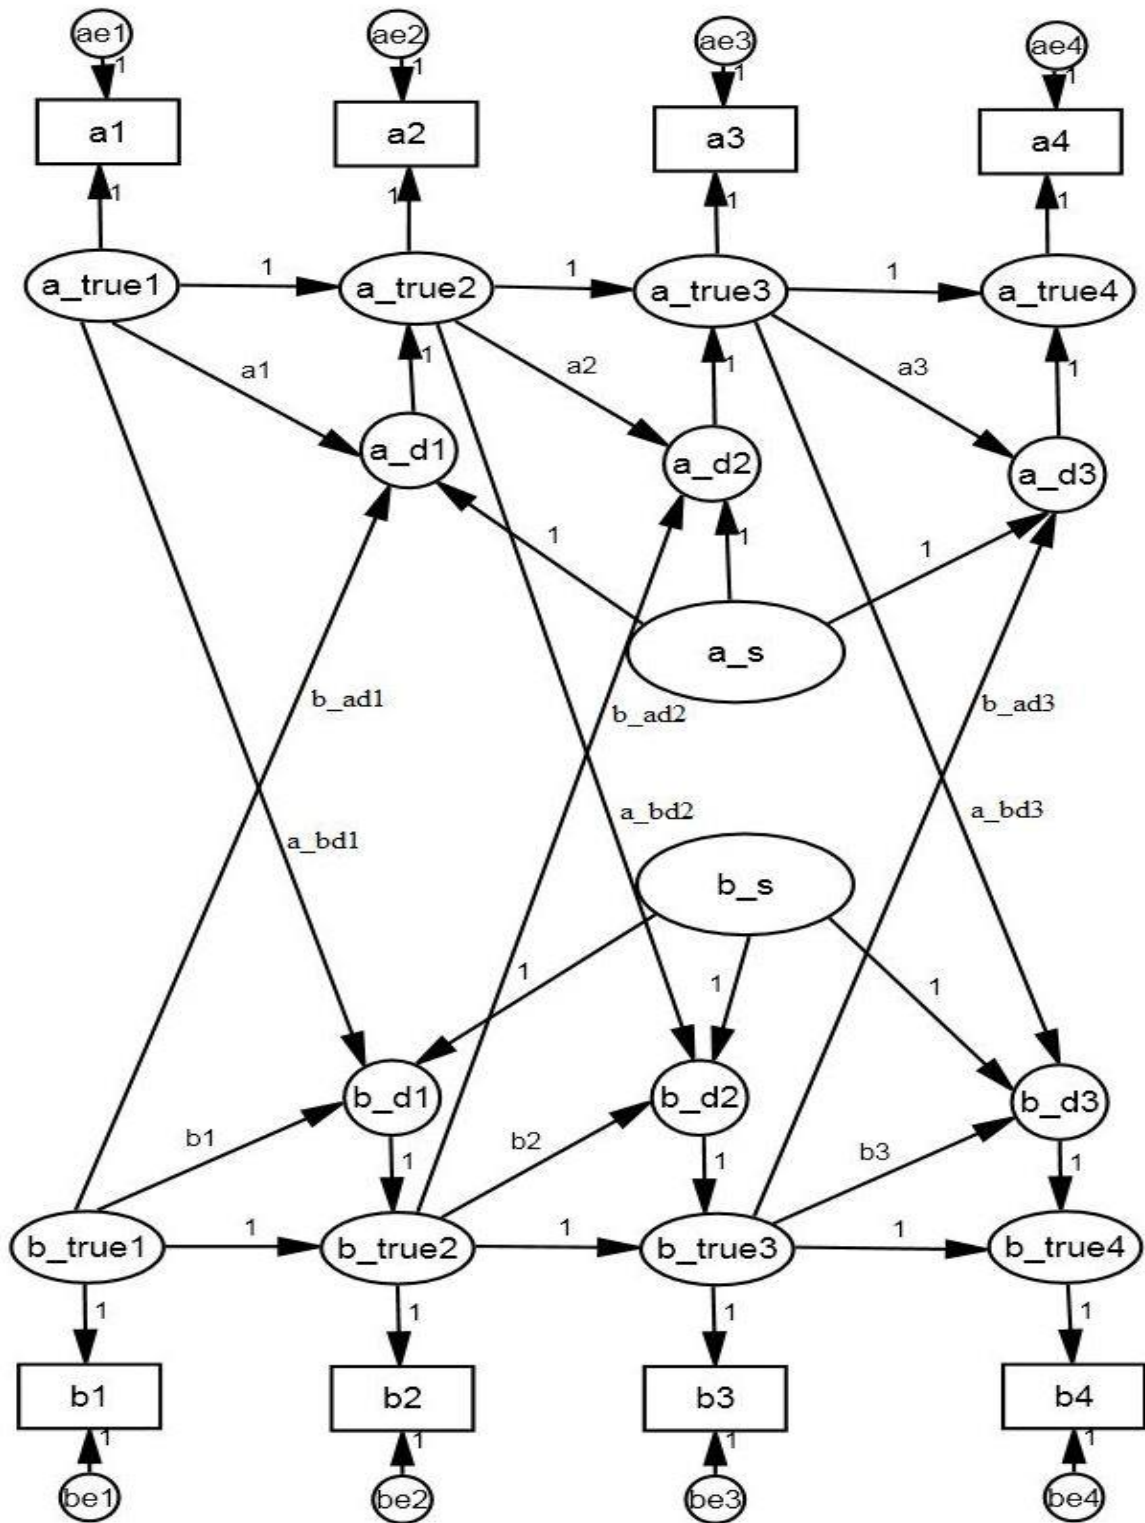 ae1 ae2 ae3 ae4
1 1 1 1
a1 a2 a3 a4
1 1 1 1
a_true1 1 a_true2 1 a_true3 1 a_true4
a1 1 a2 1 a3 1
a_d1 a_d2 a_d3
1 1 1
a_s
b_ad1 b_ad2 b_ad3
a_bd1 a_bd2 a_bd3
b_s
1 1 1
b_d1 b_d2 b_d3
b1 1 b2 1 b3 1
b_true1 1 b_true2 1 b_true3 1 b_true4
1 1 1 1
b1 b2 b3 b4
1 1 1 1
be1 be2 be3 be4